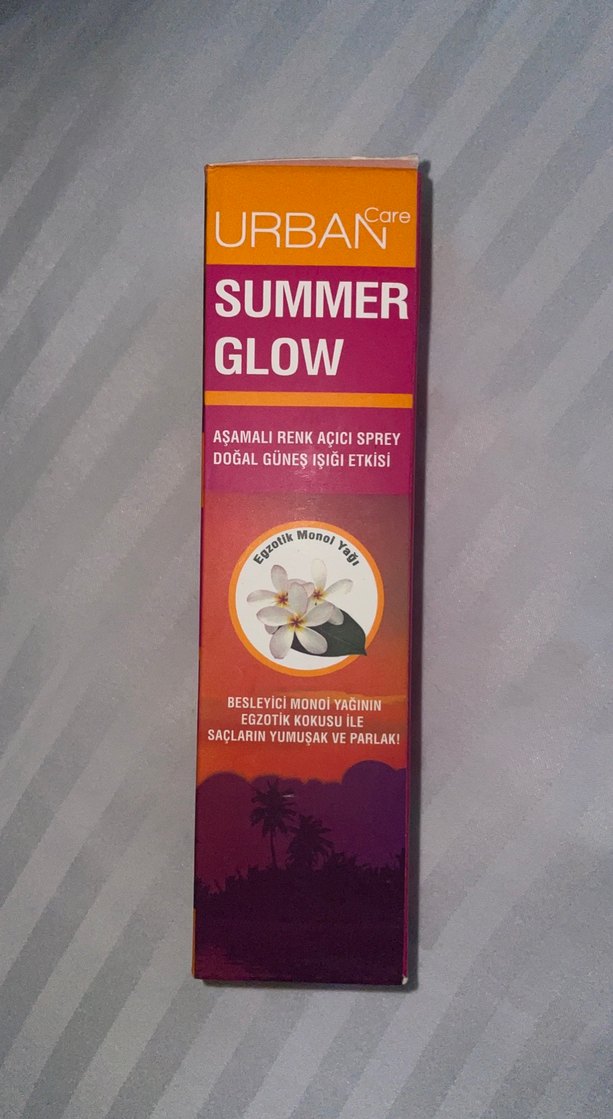 URBAN Care
SUMMER
GLOW
AŞAMALI RENK AÇICI SPREY
DOĞAL GÜNEŞ IŞIĞI ETKİSİ
Egzotik Monoi Yağı
BESLEYİCİ MONOİ YAĞININ
EGZOTİK KOKUSU İLE
SAÇLARIN YUMUŞAK VE PARLAK!